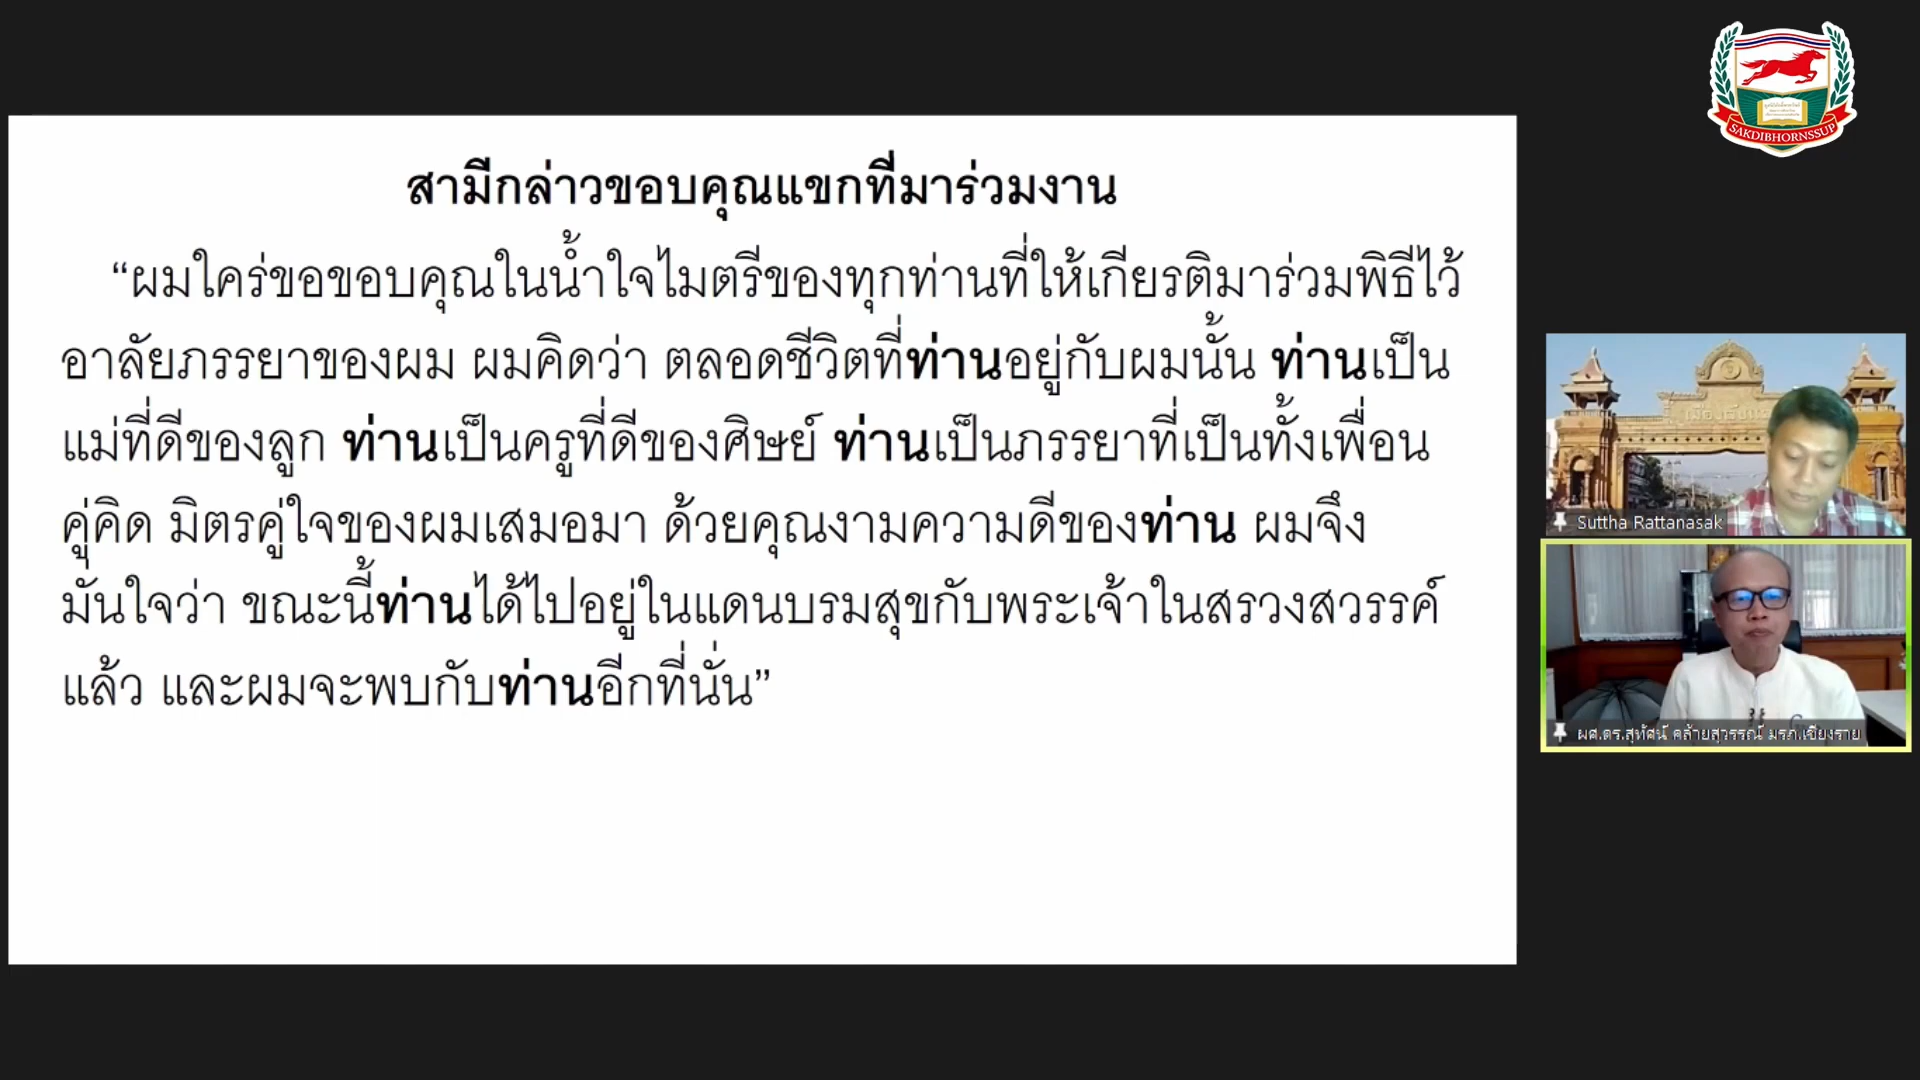 SAKDIBHORNSSUP
สามีกล่าวขอบคุณแขกที่มาร่วมงาน
“ผมใคร่ขอขอบคุณในน้ำใจไมตรีของทุกท่านที่ให้เกียรติมาร่วมพิธีไว้
อาลัยภรรยาของผม ผมคิดว่า ตลอดชีวิตที่ท่านอยู่กับผมนั้น ท่านเป็น
แม่ที่ดีของลูก ท่านเป็นครูที่ดีของศิษย์ ท่านเป็นภรรยาที่เป็นทั้งเพื่อน
คู่คิด มิตรคู่ใจของผมเสมอมา ด้วยคุณงามความดีของท่าน ผมจึง
มั่นใจว่า ขณะนี้ท่านได้ไปอยู่ในแดนบรมสุขกับพระเจ้าในสรวงสวรรค์
แล้ว และผมจะพบกับท่านอีกที่นั่น”
Suttha Rattanasak
ผศ.ดร.สุทัศน์ คล้ายสุวรรณ์ มรภ.เชียงราย